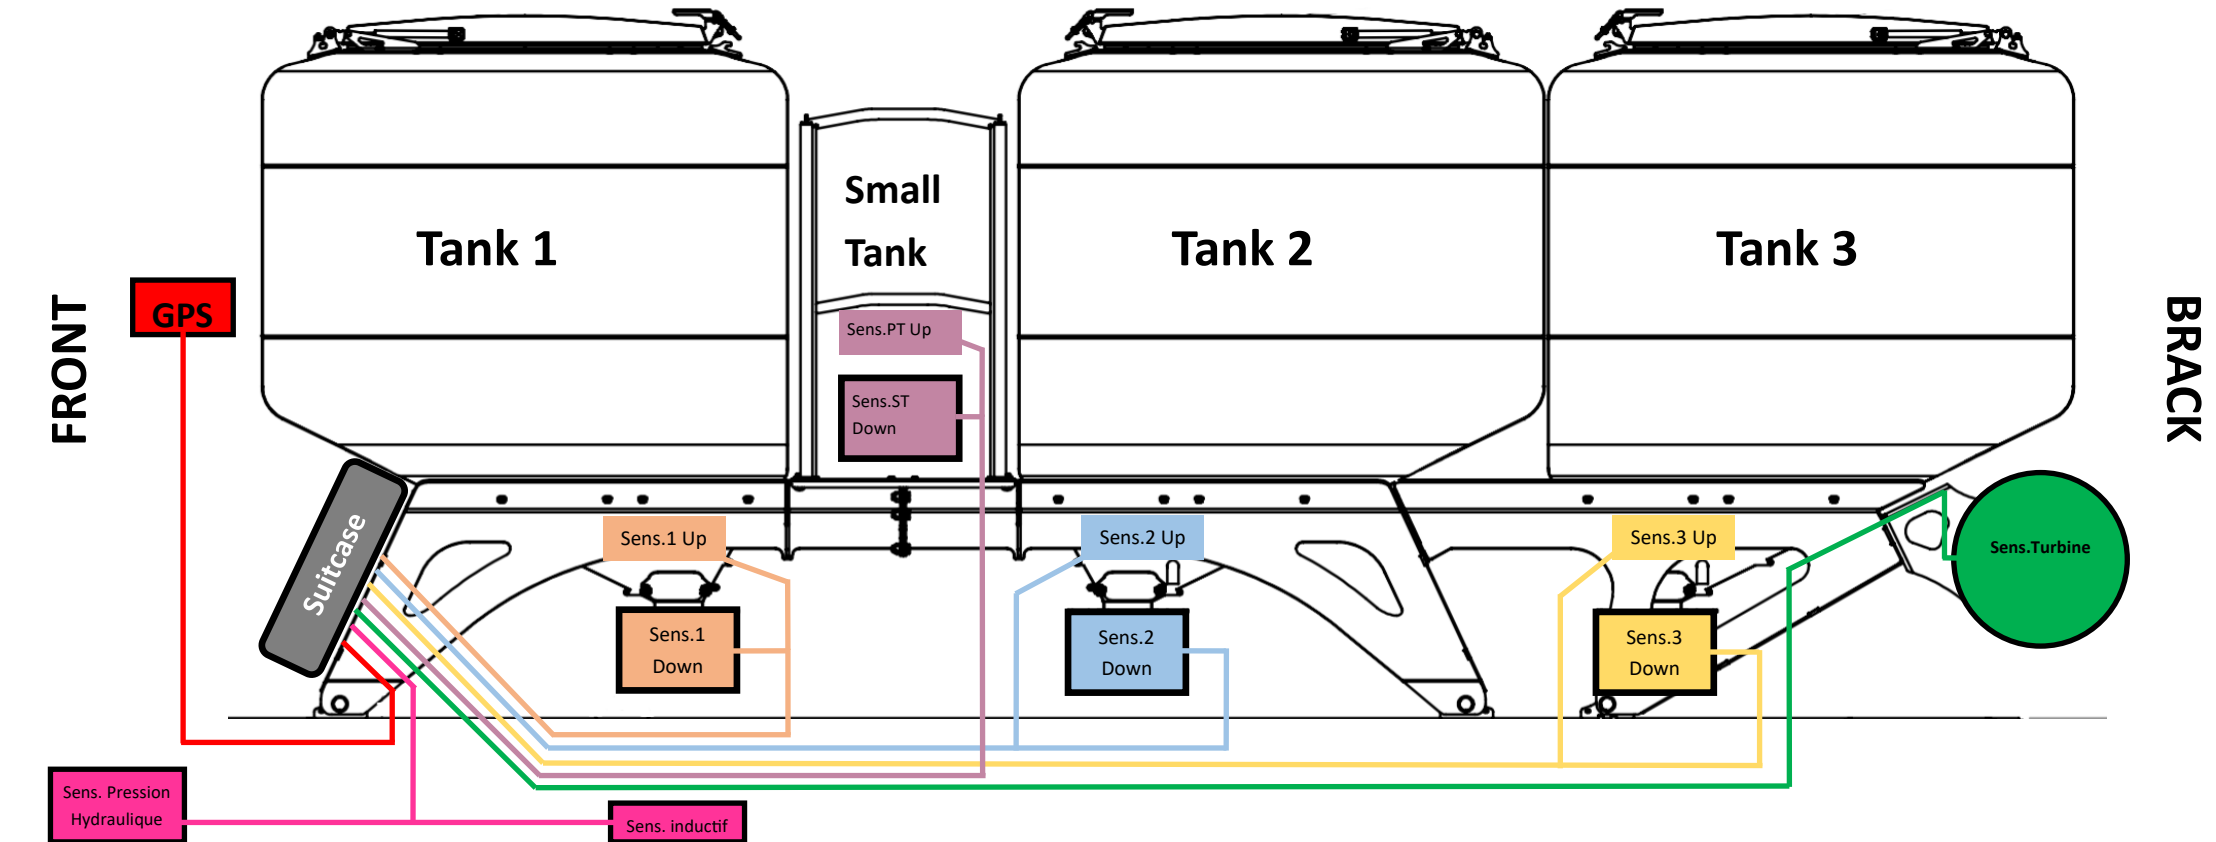 Small
Tank
Tank 1
Tank 2
Tank 3
GPS
FRONT
BRACK
Sens.PT Up
Sens.ST
Down
Suitcase
Sens.1 Up
Sens.2 Up
Sens.3 Up
Sens.Turbine
Sens.1
Down
Sens.2
Down
Sens.3
Down
Sens. Pression
Hydraulique
Sens. inductif